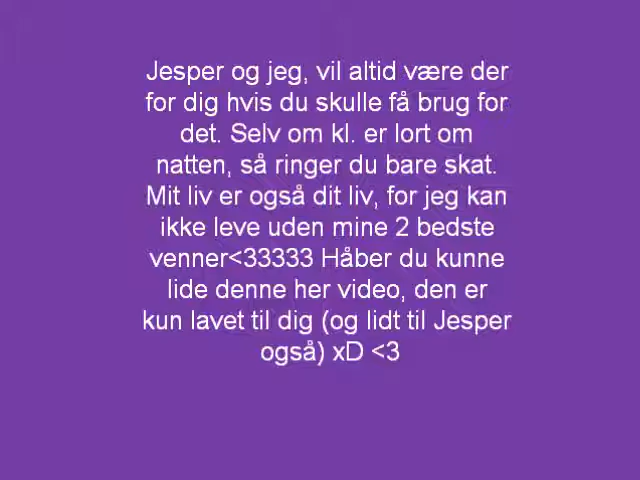 Jesper og jeg, vil altid være der
for dig hvis du skulle få brug for
det. Selv om kl. er lort om
natten, så ringer du bare skat.
Mit liv er også dit liv, for jeg kan
ikke leve uden mine 2 bedste
venner<33333 Håber du kunne
lide denne her video, den er
kun lavet til dig (og lidt til Jesper
også) xD <3